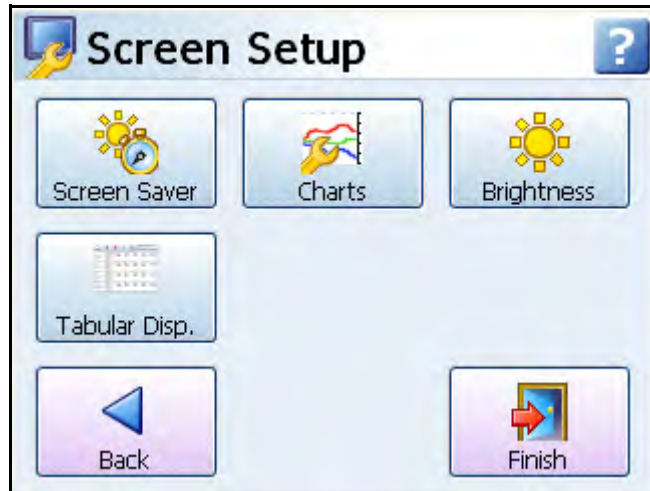 Screen Setup
?
Screen Saver
Charts
Brightness
Tabular Disp.
Back
Finish